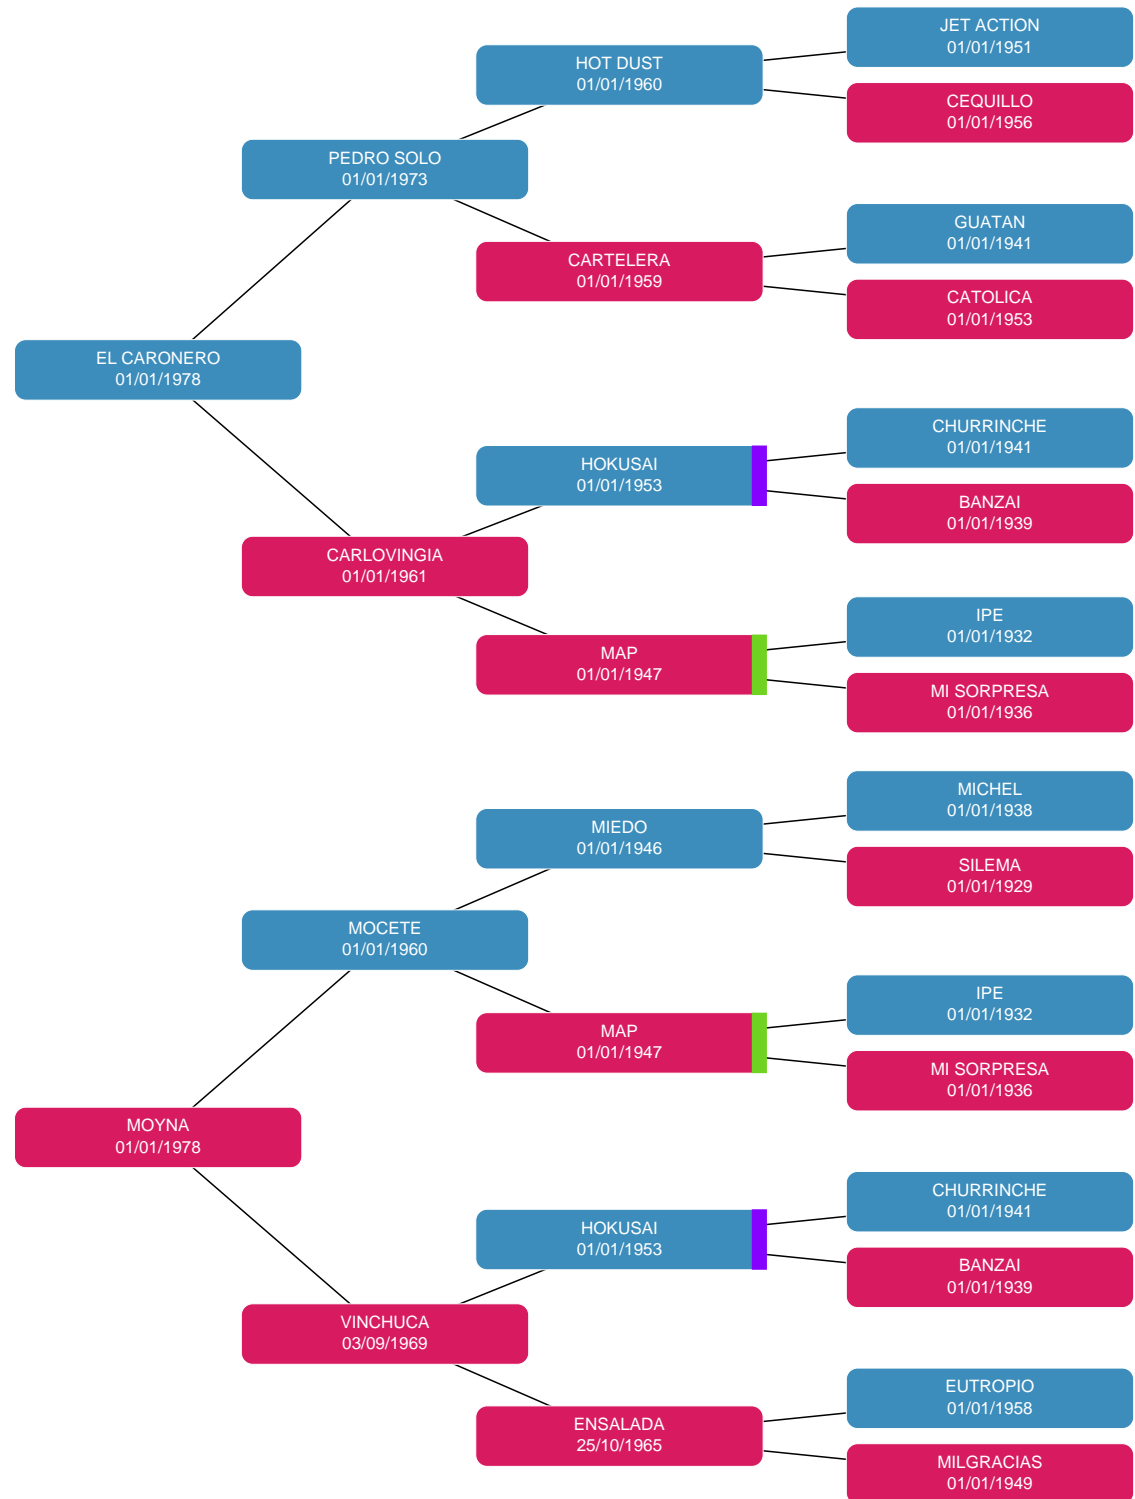 JET ACTION
01/01/1951
HOT DUST
01/01/1960
CEQUILLO
01/01/1956
PEDRO SOLO
01/01/1973
GUATAN
01/01/1941
CARTELERA
01/01/1959
CATOLICA
01/01/1953
EL CARONERO
01/01/1978
CHURRINCHE
01/01/1941
HOKUSAI
01/01/1953
BANZAI
01/01/1939
CARLOVINGIA
01/01/1961
IPE
01/01/1932
MAP
01/01/1947
MI SORPRESA
01/01/1936
MICHEL
01/01/1938
MIEDO
01/01/1946
SILEMA
01/01/1929
MOCETE
01/01/1960
IPE
01/01/1932
MAP
01/01/1947
MI SORPRESA
01/01/1936
MOYNA
01/01/1978
CHURRINCHE
01/01/1941
HOKUSAI
01/01/1953
BANZAI
01/01/1939
VINCHUCA
03/09/1969
EUTROPIO
01/01/1958
ENSALADA
25/10/1965
MILGRACIAS
01/01/1949